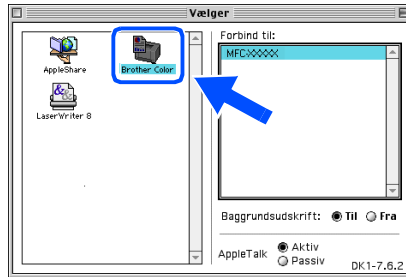 Vælger
AppleShare
Brother Color
LaserWriter 8
Forbind til:
MFC-XXXXX
Baggrundsudskrift: Til Fra
AppleTalk Aktiv
Passiv
DK1-7.6.2